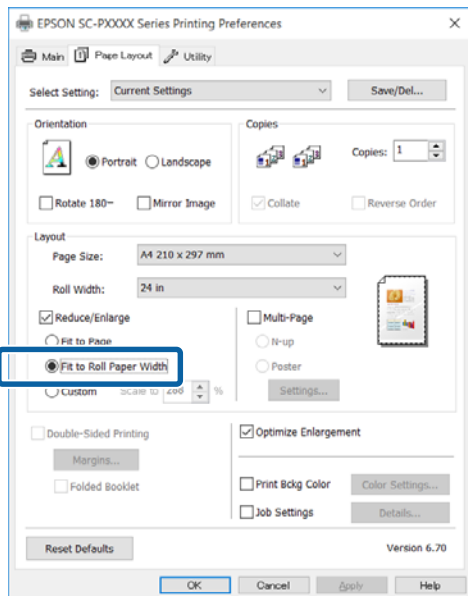 EPSON SC-PXXXX Series Printing Preferences
Main Page Layout Utility
Select Setting: Current Settings Save/Del...
Orientation
Portrait Landscape
Rotate 180°
Mirror Image
Copies
Copies: 1
Collate
Reverse Order
Layout
Page Size: A4 210 x 297 mm
Roll Width: 24 in
Reduce/Enlarge
Fit to Page
Fit to Roll Paper Width
Custom Scale to %
Multi-Page
N-up
Poster
Settings...
Double-Sided Printing
Margins...
Folded Booklet
Optimize Enlargement
Print Bckg Color Color Settings...
Job Settings Details...
Reset Defaults
Version 6.70
OK Cancel Apply Help